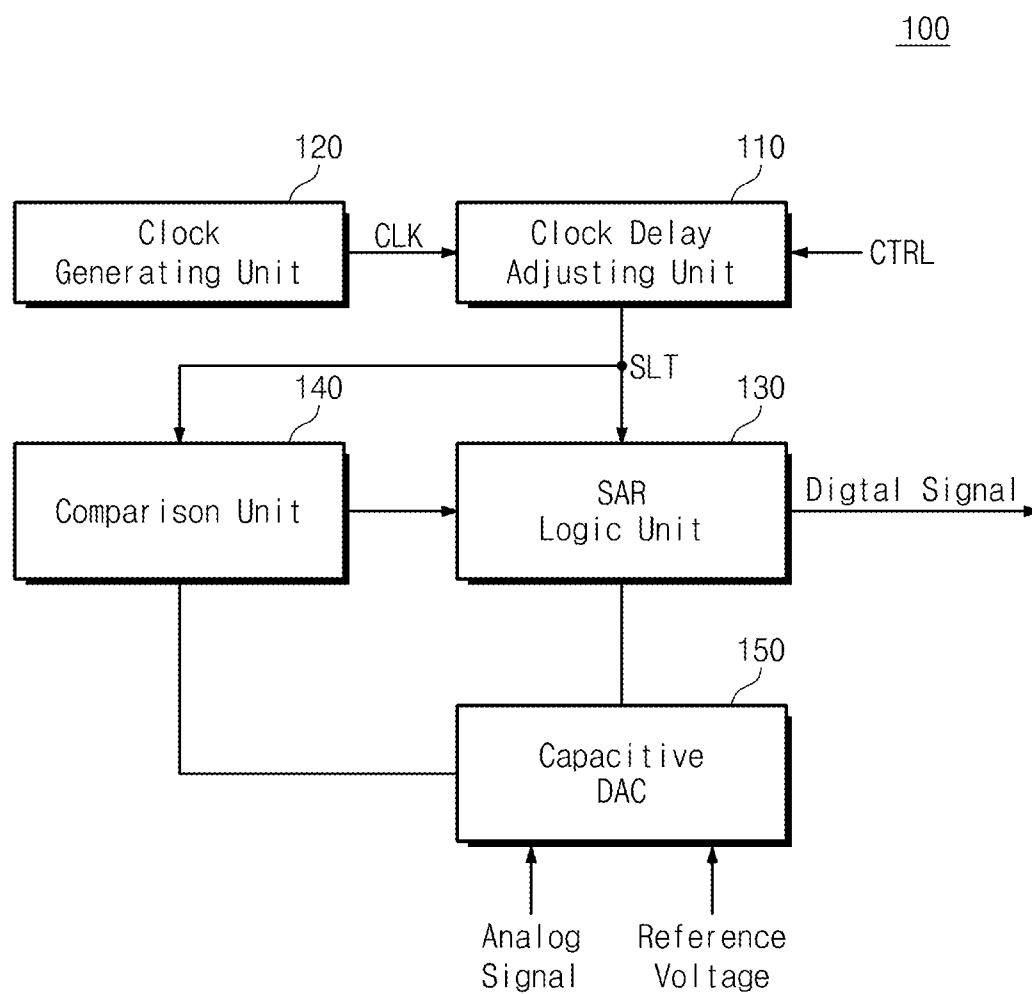 100
120
110
Clock
Generating Unit
CLK
Clock Delay
Adjusting Unit
CTRL
SLT
140
130
Comparison Unit
SAR
Logic Unit
Digtal Signal
150
Capacitive
DAC
Analog
Signal
Reference
Voltage